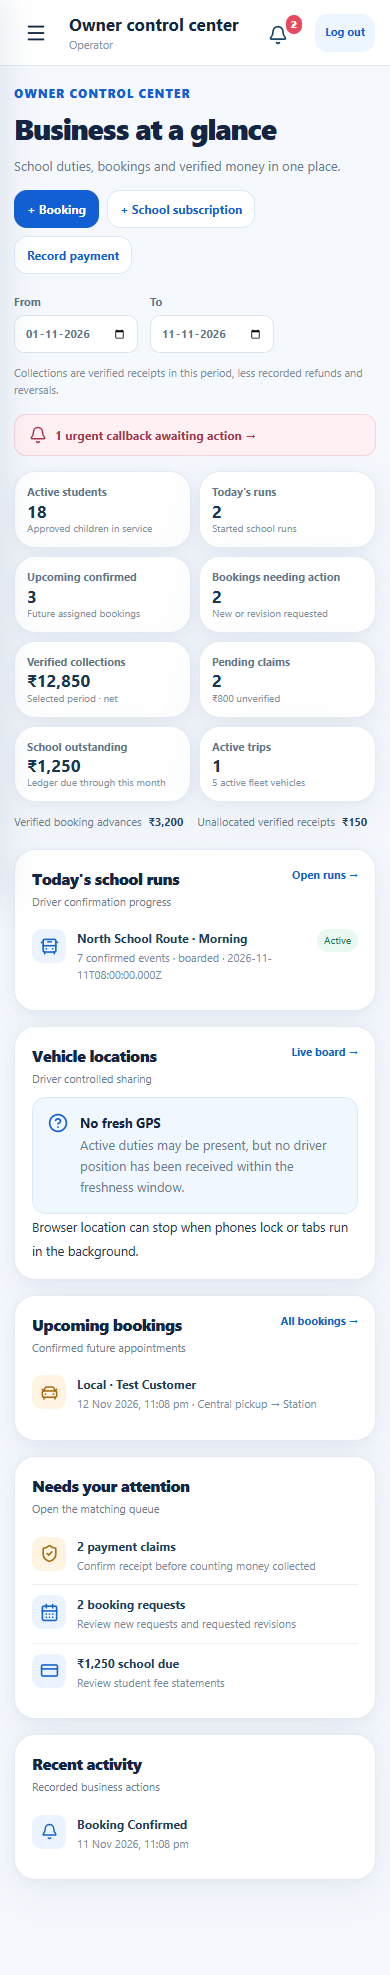 Owner control center
Operator
2
Log out
OWNER CONTROL CENTER
Business at a glance
School duties, bookings and verified money in one place.
+ Booking
+ School subscription
Record payment
From
To
01-11-2026
11-11-2026
Collections are verified receipts in this period, less recorded refunds and
reversals.
1 urgent callback awaiting action →
Active students
18
Approved children in service
Today's runs
2
Started school runs
Upcoming confirmed
3
Future assigned bookings
Bookings needing action
2
New or revision requested
Verified collections
₹12,850
Selected period · net
Pending claims
2
₹800 unverified
School outstanding
₹1,250
Ledger due through this month
Active trips
1
5 active fleet vehicles
Verified booking advances ₹3,200
Unallocated verified receipts ₹150
Today's school runs
Open runs →
Driver confirmation progress
North School Route · Morning
Active
7 confirmed events · boarded · 2026-11-
11T08:00:00.000Z
Vehicle locations
Live board →
Driver controlled sharing
No fresh GPS
Active duties may be present, but no driver
position has been received within the
freshness window.
Browser location can stop when phones lock or tabs run
in the background.
Upcoming bookings
All bookings →
Confirmed future appointments
Local · Test Customer
12 Nov 2026, 11:08 pm · Central pickup → Station
Needs your attention
Open the matching queue
2 payment claims
Confirm receipt before counting money collected
2 booking requests
Review new requests and requested revisions
₹1,250 school due
Review student fee statements
Recent activity
Recorded business actions
Booking Confirmed
11 Nov 2026, 11:08 pm